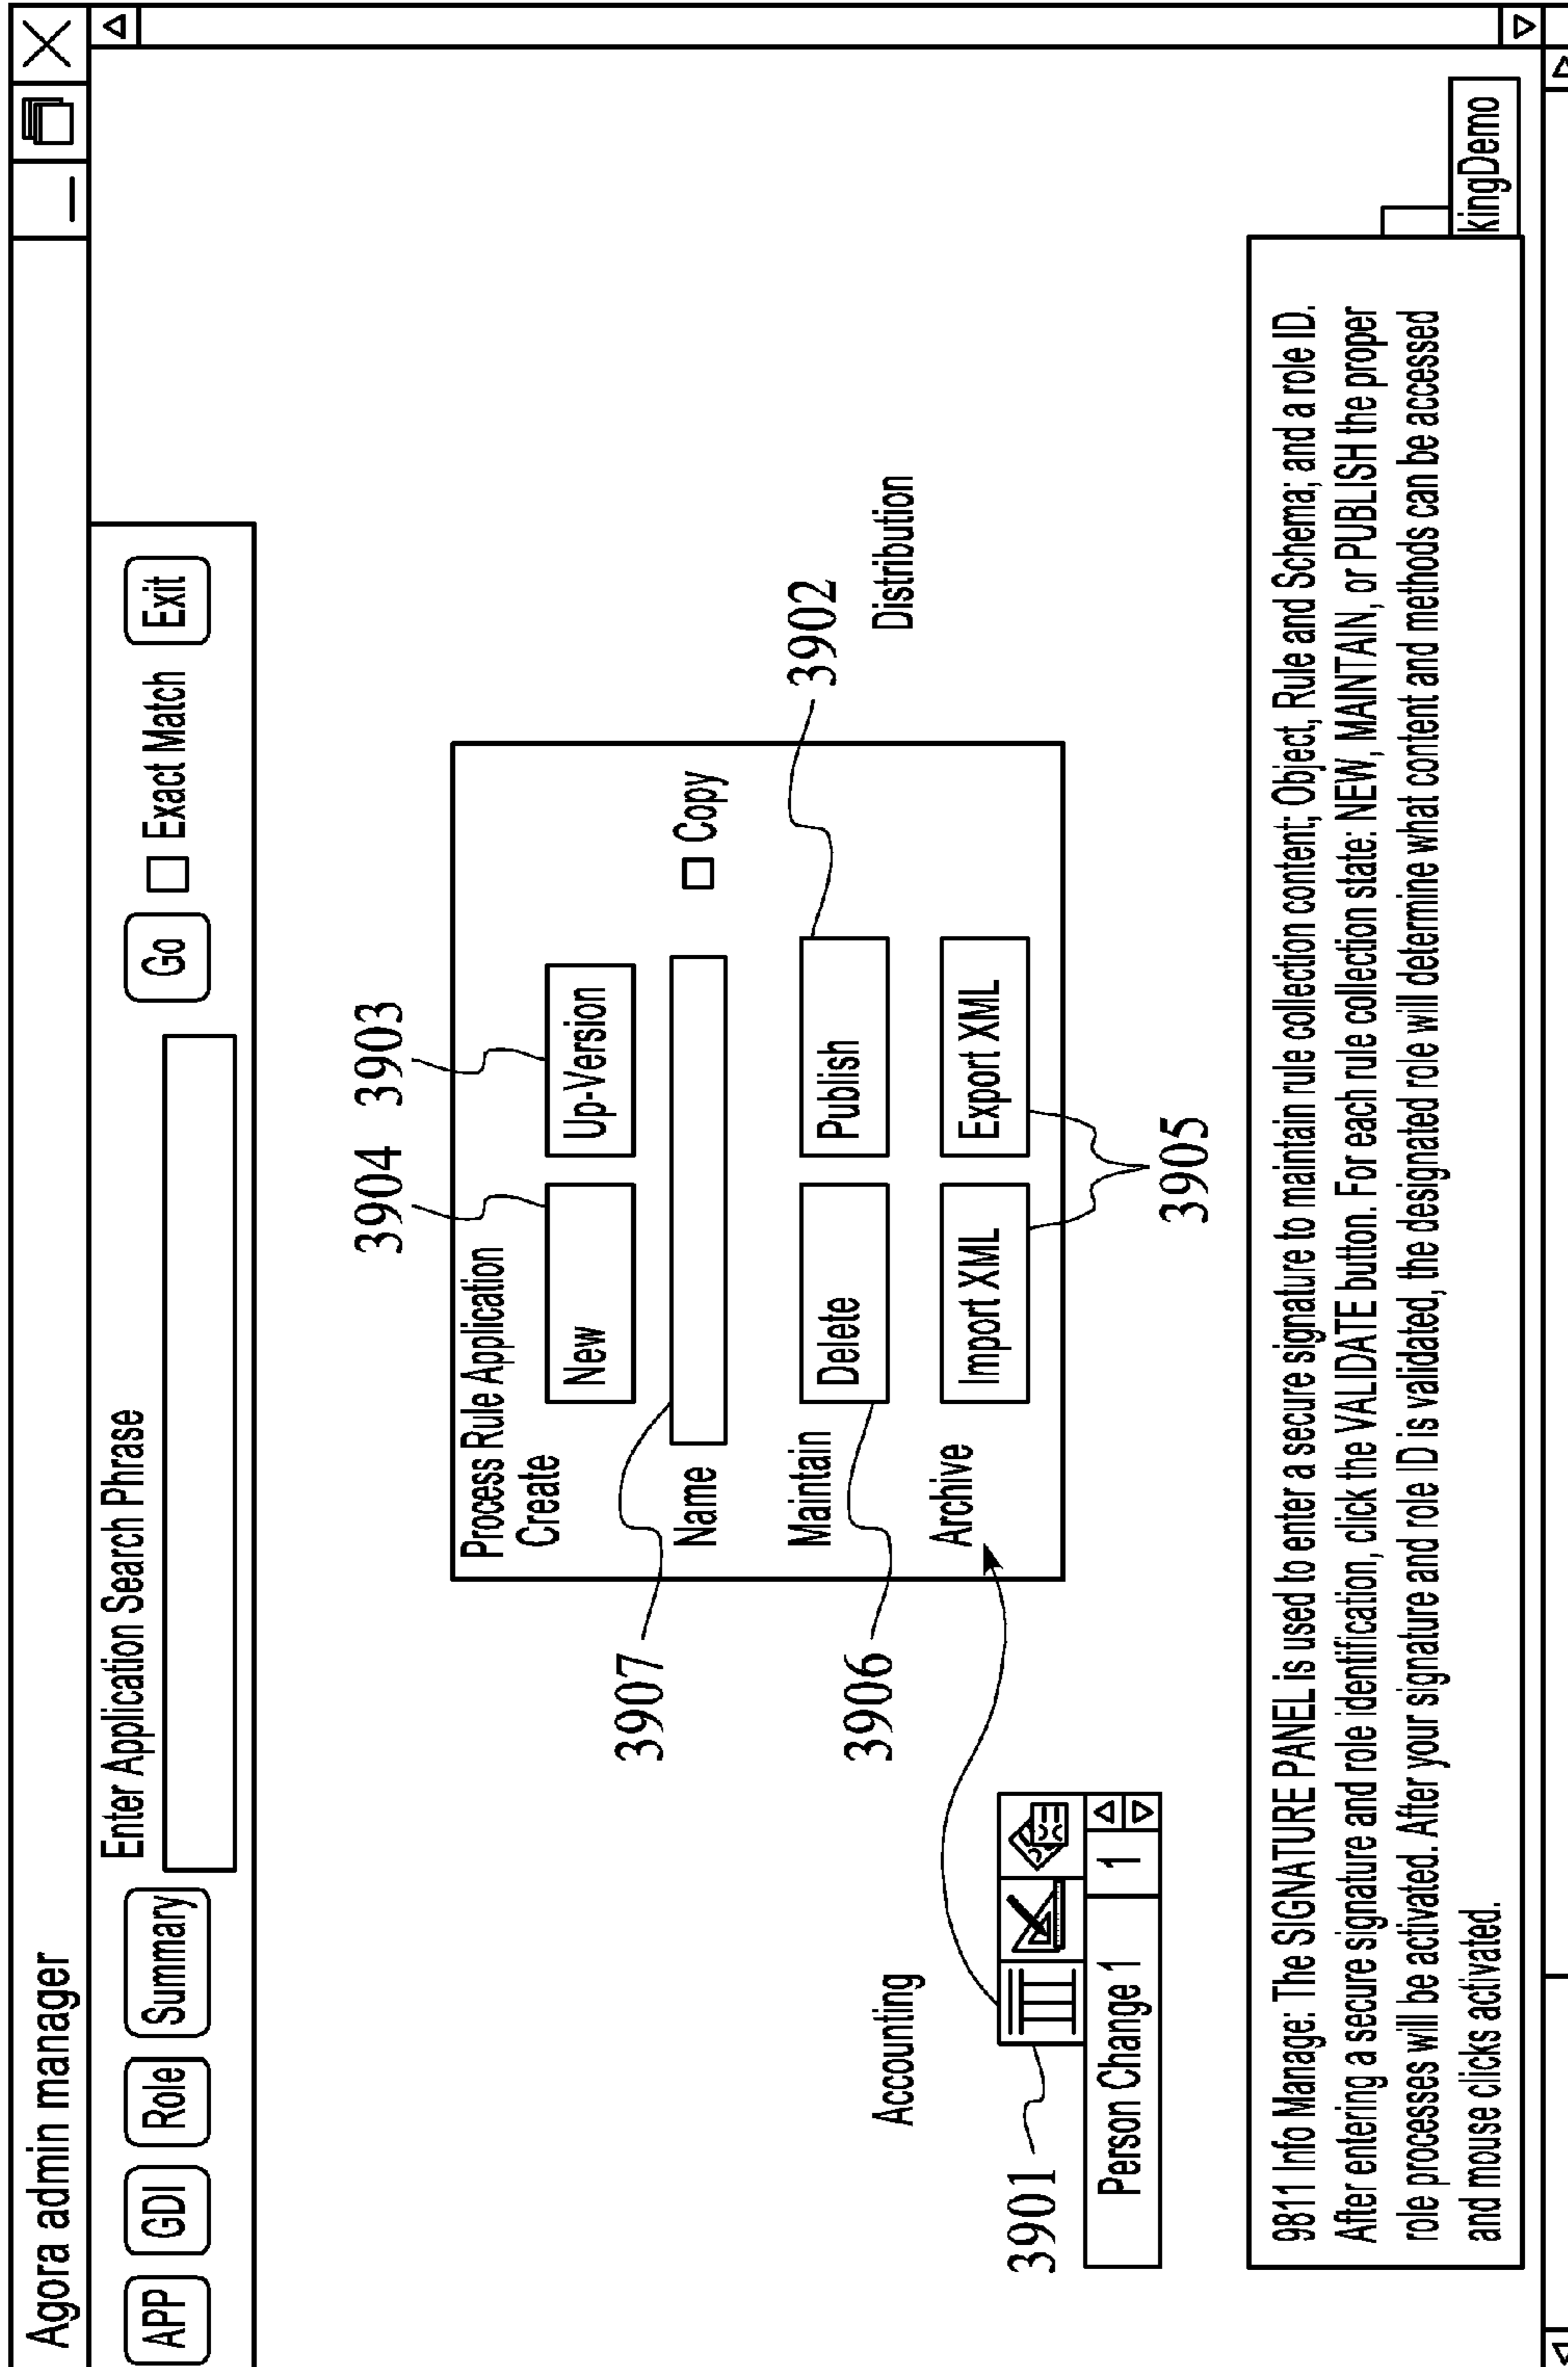 Agora admin manager
APP GDI Role Summary Enter Application Search Phrase Go Exact Match Exit
3904 3903
Process Rule Application
Create
New Up-Version
3907
Name Copy
3902
Maintain Delete Publish
3906
Accounting Distribution
Archive Import XML Export XML
3901
Person Change 1 1
3905
9811 Info Manage: The SIGNATURE PANEL is used to enter a secure signature to maintain rule collection content; Object, Rule and Schema; and a role ID.
After entering a secure signature and role identification, click the VALIDATE button. For each rule collection state: NEW, MAINTAIN, or PUBLISH the proper
role processes will be activated. After your signature and role ID is validated, the designated role will determine what content and methods can be accessed
and mouse clicks activated.
kingDemo